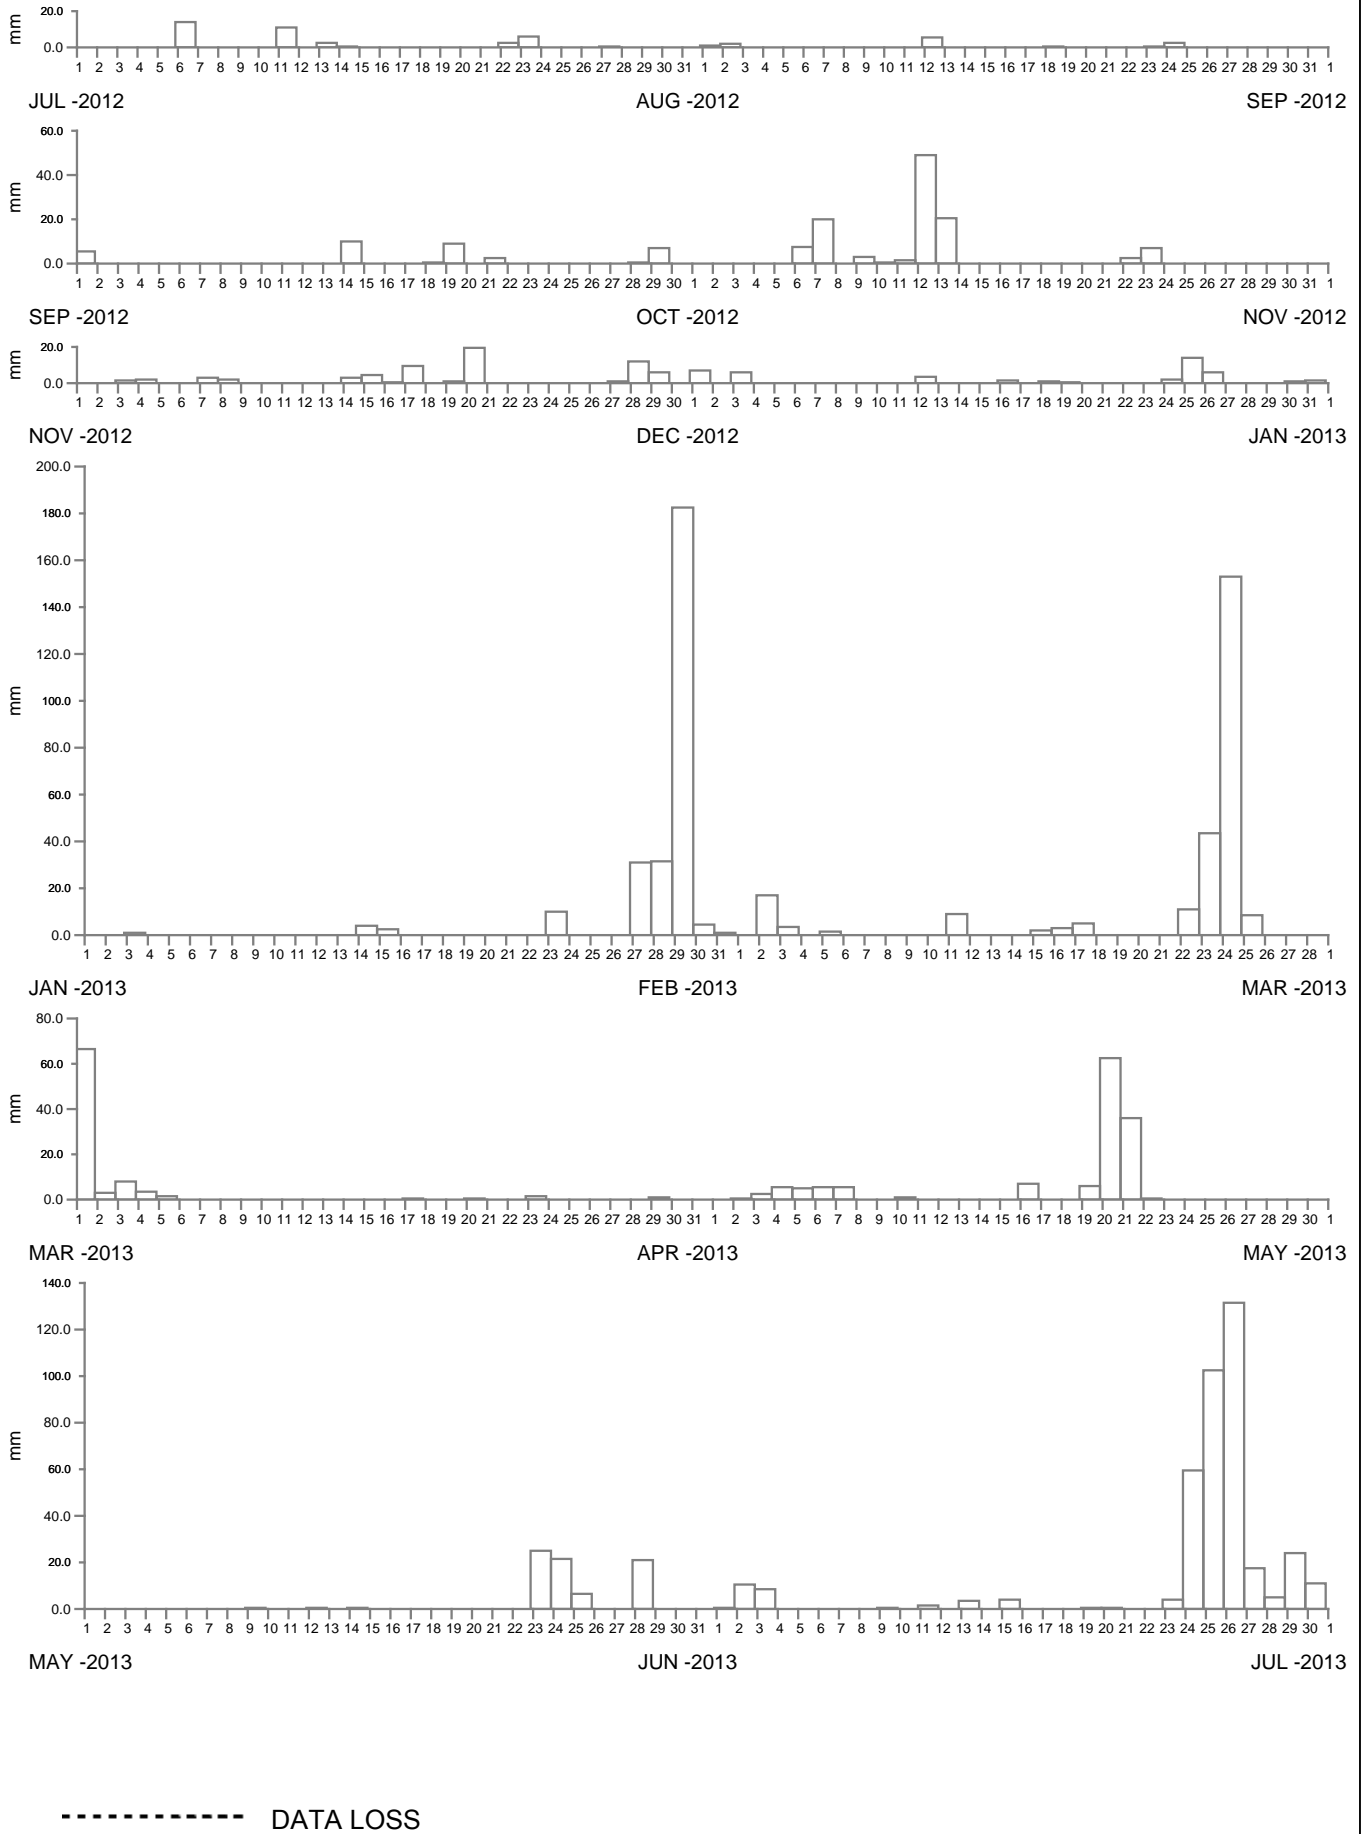 20.0
mm
0.0
1 2 3 4 5 6 7 8 9 10 11 12 13 14 15 16 17 18 19 20 21 22 23 24 25 26 27 28 29 30 31 1 2 3 4 5 6 7 8 9 10 11 12 13 14 15 16 17 18 19 20 21 22 23 24 25 26 27 28 29 30 31 1
JUL -2012 AUG -2012 SEP -2012
60.0
40.0
mm
20.0
0.0
1 2 3 4 5 6 7 8 9 10 11 12 13 14 15 16 17 18 19 20 21 22 23 24 25 26 27 28 29 30 1 2 3 4 5 6 7 8 9 10 11 12 13 14 15 16 17 18 19 20 21 22 23 24 25 26 27 28 29 30 31 1
SEP -2012 OCT -2012 NOV -2012
20.0
mm
0.0
1 2 3 4 5 6 7 8 9 10 11 12 13 14 15 16 17 18 19 20 21 22 23 24 25 26 27 28 29 30 1 2 3 4 5 6 7 8 9 10 11 12 13 14 15 16 17 18 19 20 21 22 23 24 25 26 27 28 29 30 31 1
NOV -2012 DEC -2012 JAN -2013
200.0
180.0
160.0
140.0
120.0
100.0
mm
80.0
60.0
40.0
20.0
0.0
1 2 3 4 5 6 7 8 9 10 11 12 13 14 15 16 17 18 19 20 21 22 23 24 25 26 27 28 29 30 31 1 2 3 4 5 6 7 8 9 10 11 12 13 14 15 16 17 18 19 20 21 22 23 24 25 26 27 28 1
JAN -2013 FEB -2013 MAR -2013
80.0
60.0
40.0
mm
20.0
0.0
1 2 3 4 5 6 7 8 9 10 11 12 13 14 15 16 17 18 19 20 21 22 23 24 25 26 27 28 29 30 31 1 2 3 4 5 6 7 8 9 10 11 12 13 14 15 16 17 18 19 20 21 22 23 24 25 26 27 28 29 30 1
MAR -2013 APR -2013 MAY -2013
140.0
120.0
100.0
80.0
mm
60.0
40.0
20.0
0.0
1 2 3 4 5 6 7 8 9 10 11 12 13 14 15 16 17 18 19 20 21 22 23 24 25 26 27 28 29 30 31 1 2 3 4 5 6 7 8 9 10 11 12 13 14 15 16 17 18 19 20 21 22 23 24 25 26 27 28 29 30 1
MAY -2013 JUN -2013 JUL -2013
DATA LOSS